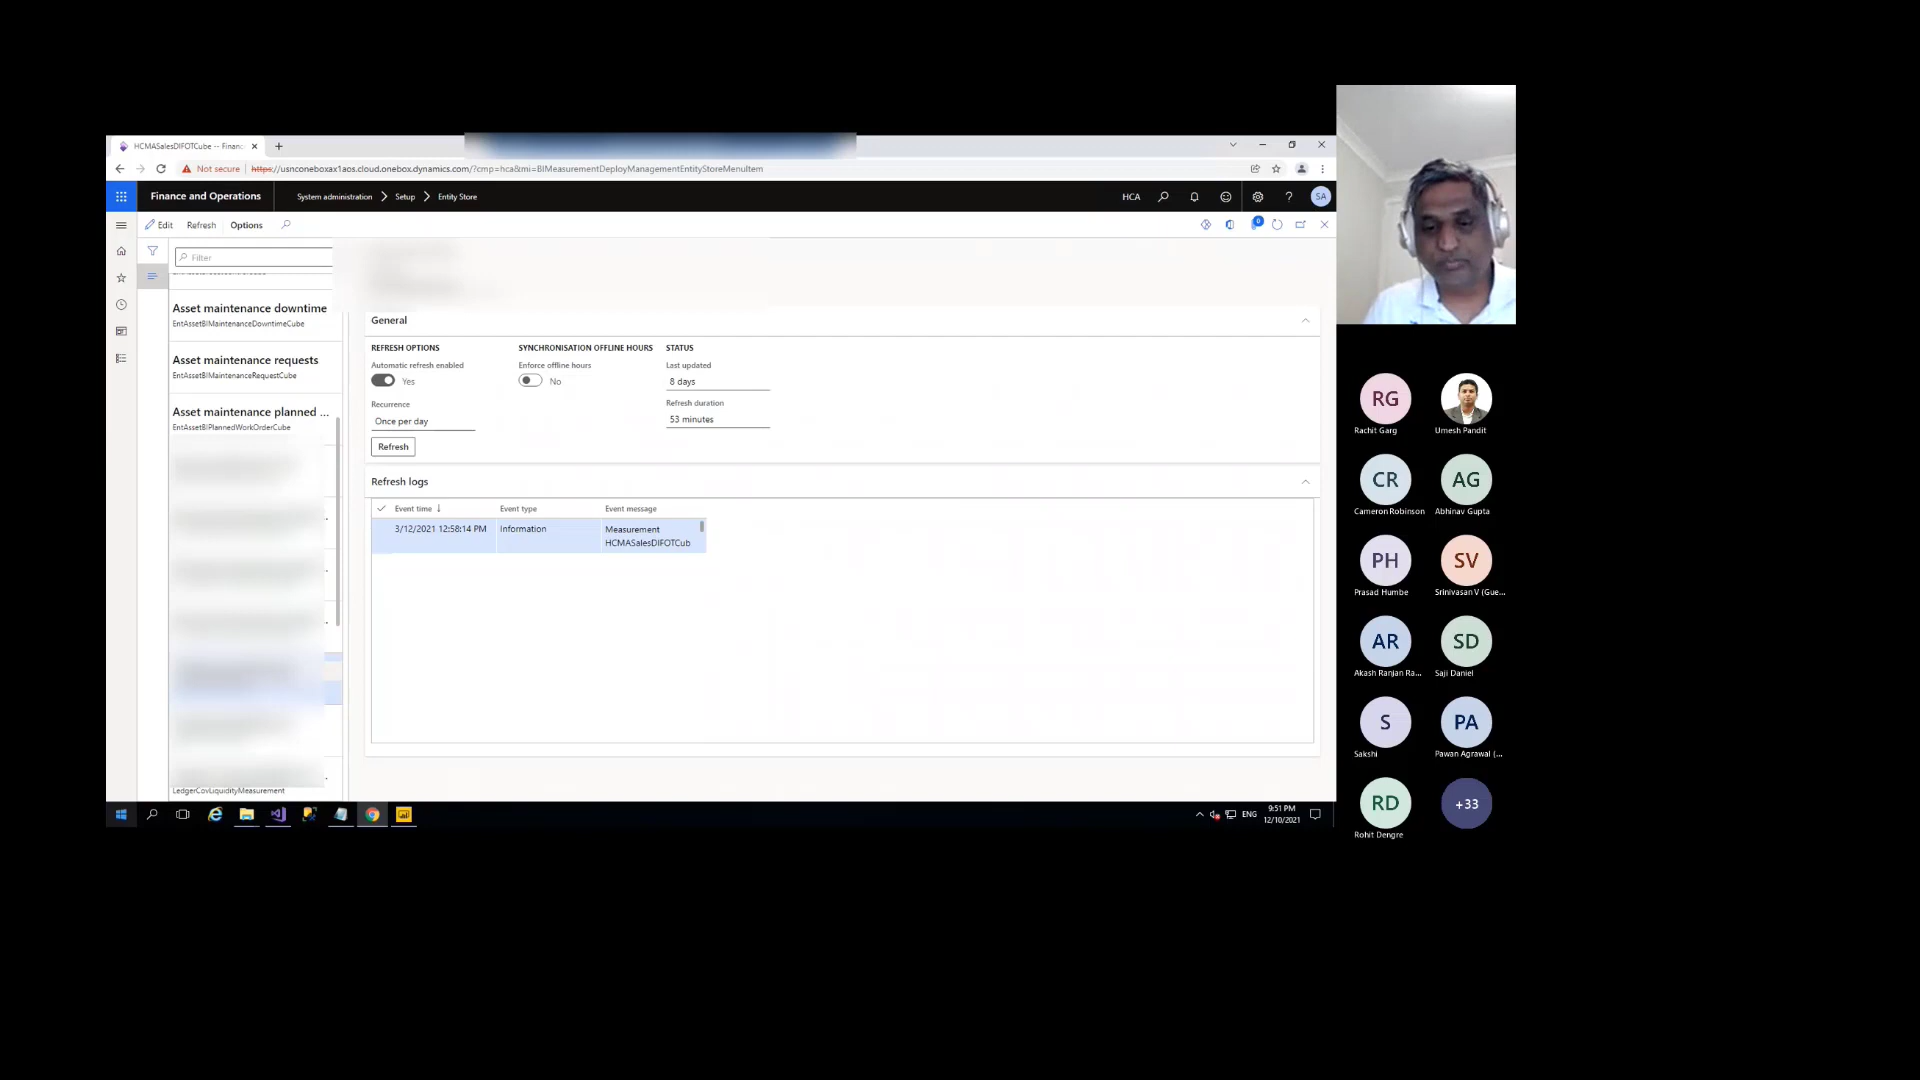 HCMASalesDIFOTCube -- Financ
Not secure
https://usnconeboxax1aos.cloud.onebox.dynamics.com/?cmp=hca&mi=BIMeasurementDeployManagementEntityStoreMenuItem
Finance and Operations
System administration > Setup > Entity Store
HCA
?
SA
Edit
Refresh
Options
0
Filter
Asset maintenance downtime
EntAssetBIMaintenanceDowntimeCube
Asset maintenance requests
EntAssetBIMaintenanceRequestCube
Asset maintenance planned ...
EntAssetBIPlannedWorkOrderCube
LedgerCovLiquidityMeasurement
General
REFRESH OPTIONS
Automatic refresh enabled
Yes
Recurrence
Once per day
Refresh
SYNCHRONISATION OFFLINE HOURS
Enforce offline hours
No
STATUS
Last updated
8 days
Refresh duration
53 minutes
Refresh logs
Event time
Event type
Event message
3/12/2021 12:58:14 PM
Information
Measurement
HCMASalesDIFOTCub
ENG
9:51 PM
12/10/2021
RG
Rachit Garg
Umesh Pandit
CR
Cameron Robinson
AG
Abhinav Gupta
PH
Prasad Humbe
SV
Srinivasan V (Gue...
AR
Akash Ranjan Ra...
SD
Saji Daniel
S
Sakshi
PA
Pawan Agrawal (...
RD
Rohit Dengre
+33